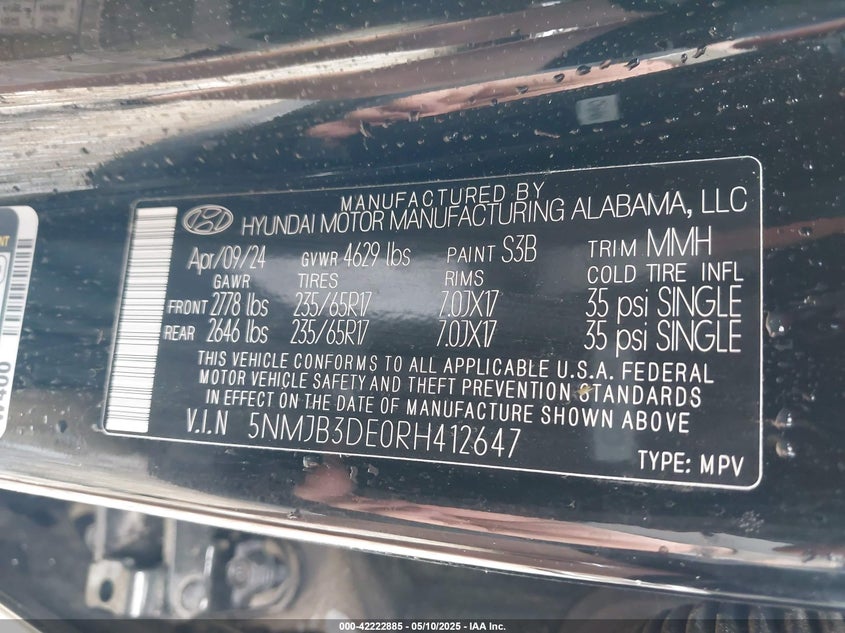 MANUFACTURED BY
HYUNDAI MOTOR MANUFACTURING ALABAMA, LLC
Apr/09/24 GVWR 4629 lbs PAINT S3B TRIM MMH
GAWR TIRES RIMS COLD TIRE INFL
FRONT 2778 lbs 235/65R17 7.0JX17 35 psi SINGLE
REAR 2646 lbs 235/65R17 7.0JX17 35 psi SINGLE
THIS VEHICLE CONFORMS TO ALL APPLICABLE U.S.A. FEDERAL
MOTOR VEHICLE SAFETY AND THEFT PREVENTION STANDARDS
IN EFFECT ON THE DATE OF MANUFACTURE SHOWN ABOVE
V.I.N 5NMJB3DE0RH412647
TYPE: MPV
000-42222885 - 05/10/2025 - IAA Inc.